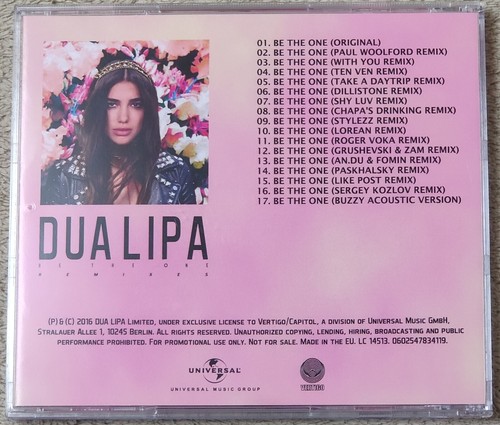 01. BE THE ONE (ORIGINAL)
02. BE THE ONE (PAUL WOOLFORD REMIX)
03. BE THE ONE (WITH YOU REMIX)
04. BE THE ONE (TEN VEN REMIX)
05. BE THE ONE (TAKE A DAYTRIP REMIX)
06. BE THE ONE (DILLISTONE REMIX)
07. BE THE ONE (SHY LUV REMIX)
08. BE THE ONE (CHAPA'S DRINKING REMIX)
09. BE THE ONE (STYLEZZ REMIX)
10. BE THE ONE (LOREAN REMIX)
11. BE THE ONE (ROGER VOKA REMIX)
12. BE THE ONE (GRUSHEVSKI & ZAM REMIX)
13. BE THE ONE (AN.DU & FOMIN REMIX)
14. BE THE ONE (PASKHALSKY REMIX)
15. BE THE ONE (LIKE POST REMIX)
16. BE THE ONE (SERGEY KOZLOV REMIX)
17. BE THE ONE (BUZZY ACOUSTIC VERSION)
DUA LIPA
BE THE ONE
REMIXES
(P) & (C) 2016 DUA LIPA LIMITED, UNDER EXCLUSIVE LICENSE TO VERTIGO/CAPITOL, A DIVISION OF UNIVERSAL MUSIC GMBH,
STRALAUER ALLEE 1, 10245 BERLIN. ALL RIGHTS RESERVED. UNAUTHORIZED COPYING, LENDING, HIRING, BROADCASTING AND PUBLIC
PERFORMANCE PROHIBITED. FOR PROMOTIONAL USE ONLY. NOT FOR SALE. MADE IN THE EU. LC 14513. 0602547834119.
UNIVERSAL
UNIVERSAL MUSIC GROUP
VERTIGO